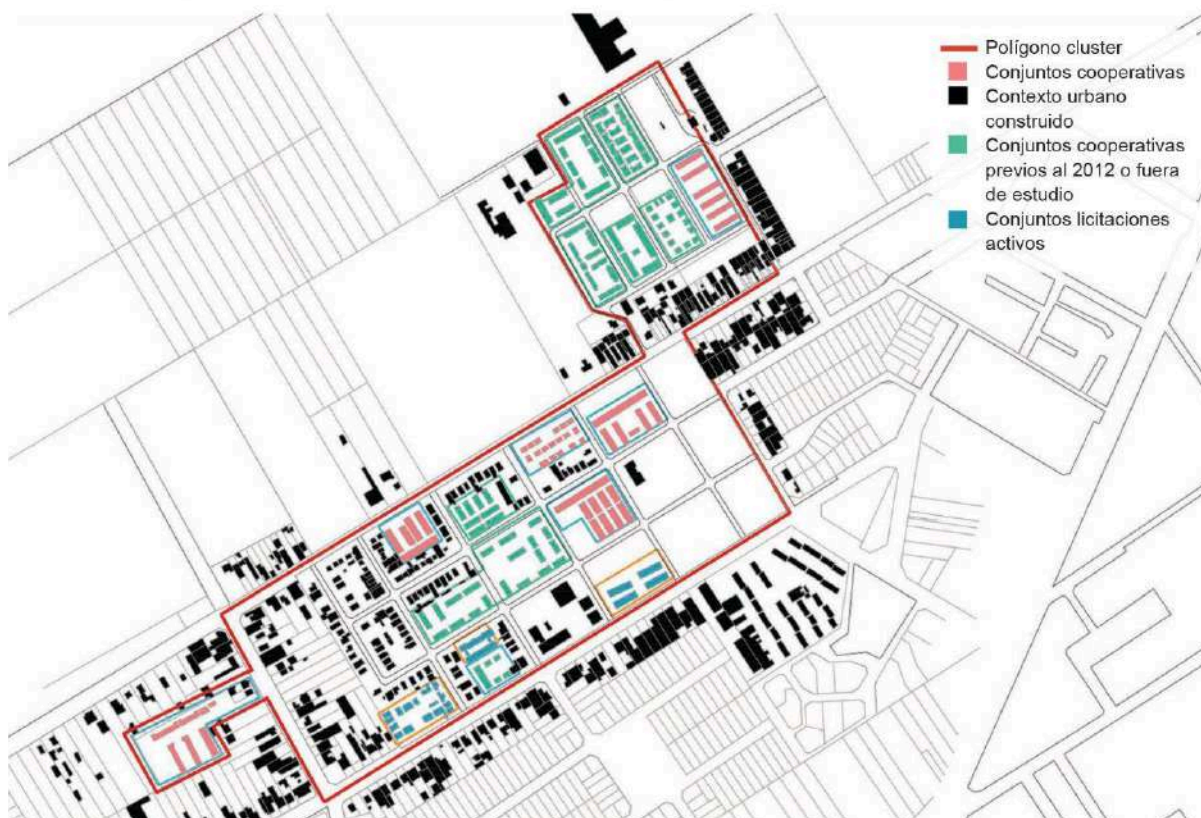 Polígono cluster
Conjuntos cooperativas
Contexto urbano
construido
Conjuntos cooperativas
previos al 2012 o fuera
de estudio
Conjuntos licitaciones
activos